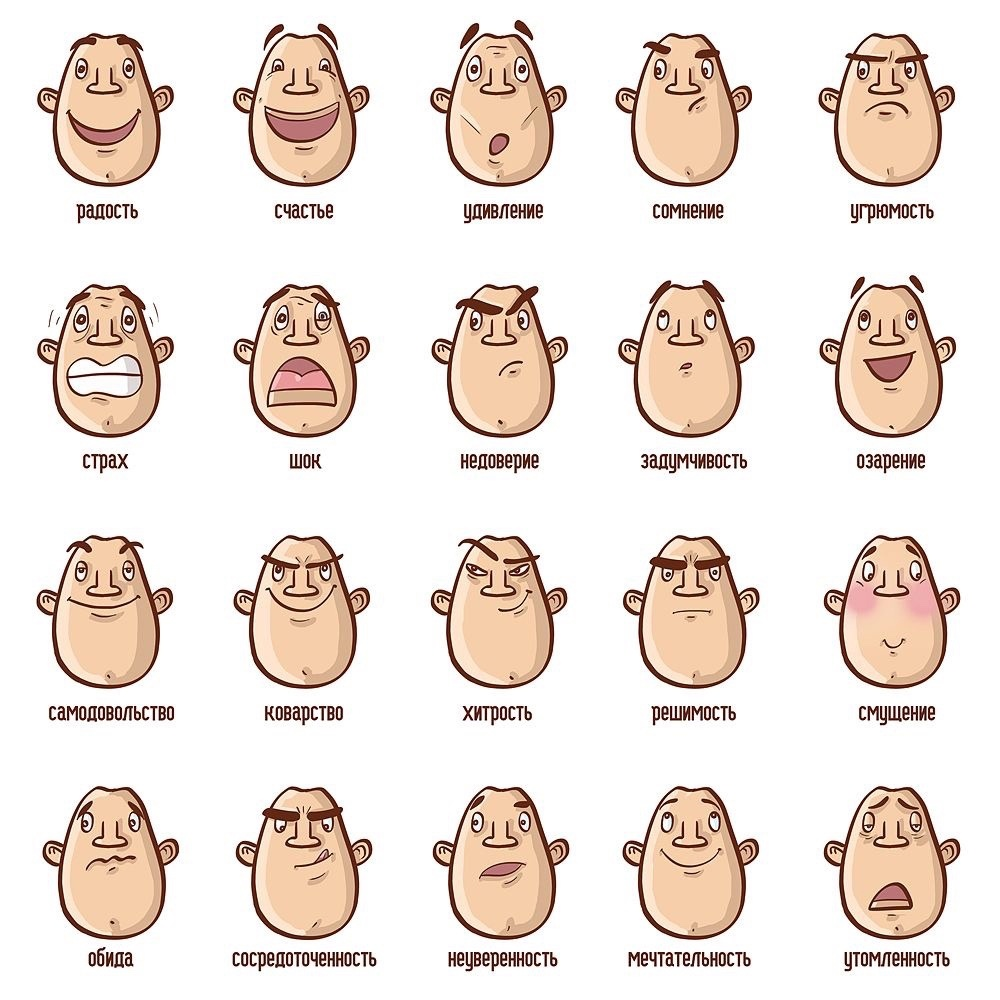 радость
счастье
удивление
сомнение
угрюмость
страх
шок
недоверие
задумчивость
озарение
самодовольство
коварство
хитрость
решимость
смущение
обида
сосредоточенность
неуверенность
мечтательность
утомленность